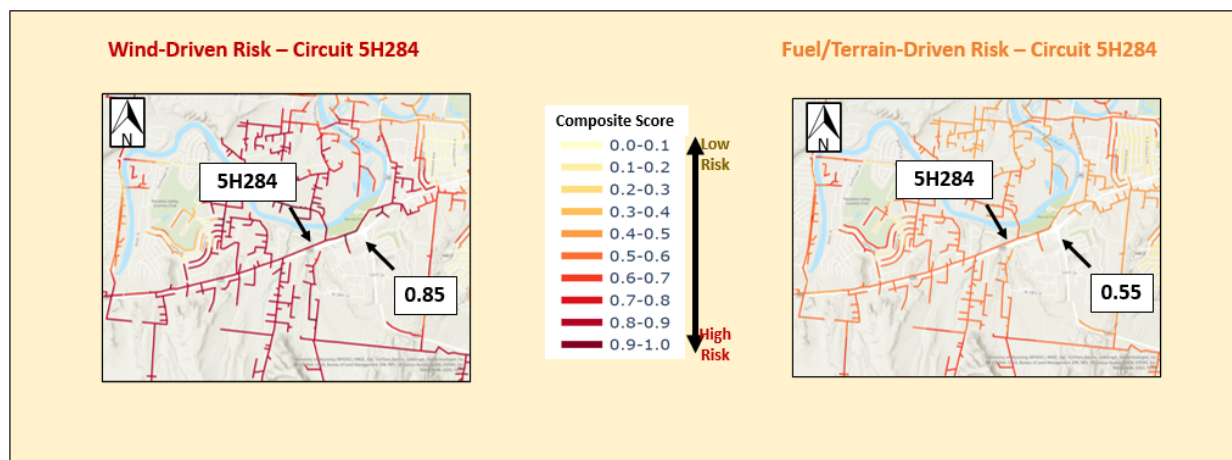 Wind-Driven Risk – Circuit 5H284
Fuel/Terrain-Driven Risk – Circuit 5H284
N
5H284
0.85
Composite Score
0.0-0.1
0.1-0.2
0.2-0.3
0.3-0.4
0.4-0.5
0.5-0.6
0.6-0.7
0.7-0.8
0.8-0.9
0.9-1.0
Low
Risk
High
Risk
N
5H284
0.55